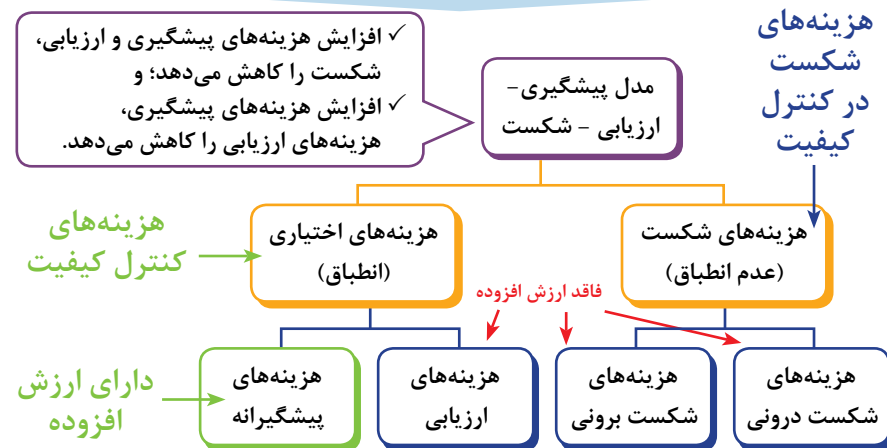 ✓ افزایش هزینه‌های پیشگیری و ارزیابی،
شکست را کاهش می‌دهد؛ و
✓ افزایش هزینه‌های پیشگیری،
هزینه‌های ارزیابی را کاهش می‌دهد.
مدل پیشگیری-
ارزیابی - شکست
هزینه‌های
شکست
در کنترل
کیفیت
هزینه‌های شکست
(عدم انطباق)
هزینه‌های اختیاری
(انطباق)
هزینه‌های
کنترل کیفیت
فاقد ارزش افزوده
هزینه‌های
شکست درونی
هزینه‌های
شکست برونی
هزینه‌های
ارزیابی
هزینه‌های
پیشگیرانه
دارای ارزش
افزوده